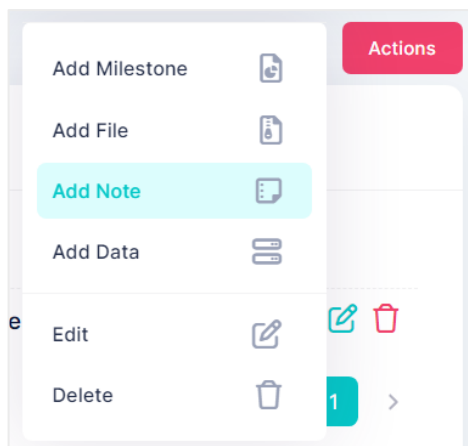 Actions
Add Milestone
Add File
Add Note
Add Data
e
Edit
Delete
1